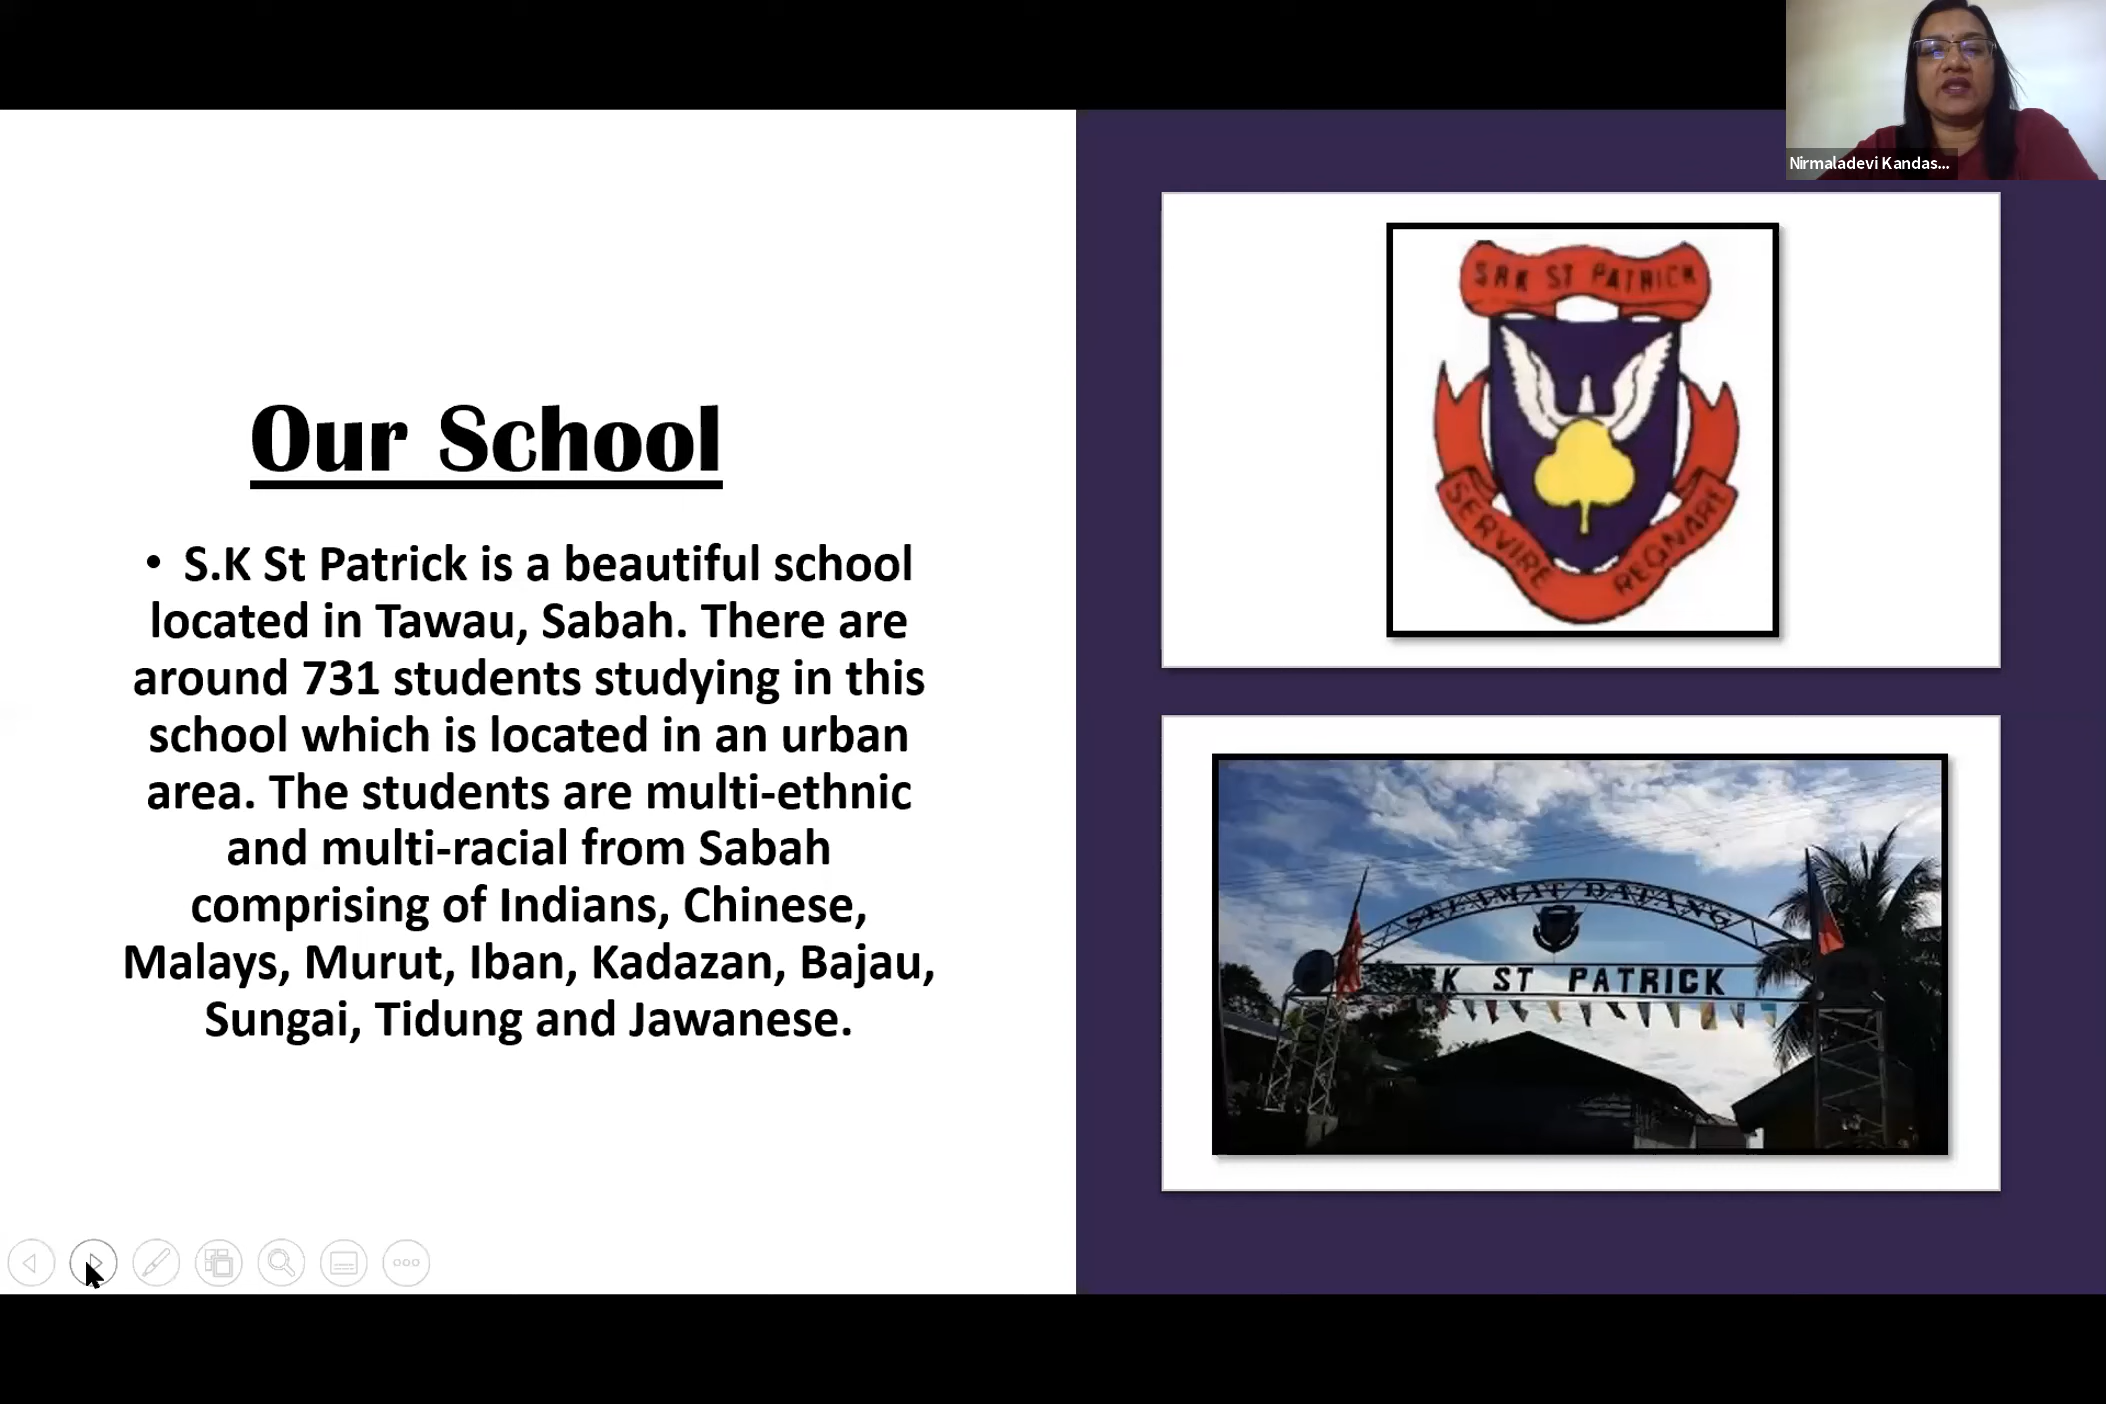 Nirmaladevi Kandas...
Our School
• S.K St Patrick is a beautiful school
located in Tawau, Sabah. There are
around 731 students studying in this
school which is located in an urban
area. The students are multi-ethnic
and multi-racial from Sabah
comprising of Indians, Chinese,
Malays, Murut, Iban, Kadazan, Bajau,
Sungai, Tidung and Jawanese.
SRK ST PATRICK
SERVIRE REGNARE
SELAMAT DATANG
K ST PATRICK